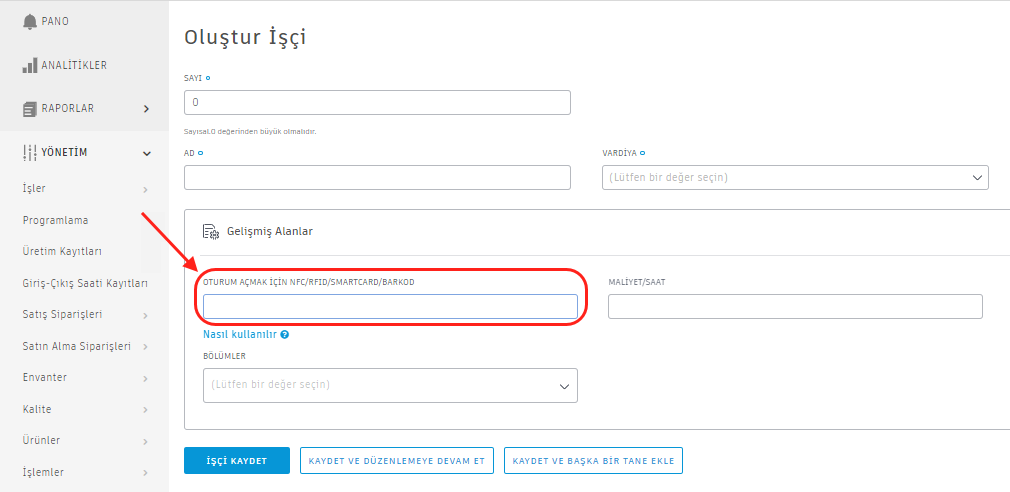 PANO
ANALİTİKLER
RAPORLAR
YÖNETİM
İşler
Programlama
Üretim Kayıtları
Giriş-Çıkış Saati Kayıtları
Satış Siparişleri
Satın Alma Siparişleri
Envanter
Kalite
Ürünler
İşlemler
Oluştur İşçi
SAYI
0
Sayısal.0 değerinden büyük olmalıdır.
AD
VARDİYA
(Lütfen bir değer seçin)
Gelişmiş Alanlar
OTURUM AÇMAK İÇİN NFC/RFID/SMARTCARD/BARKOD
MALİYET/SAAT
Nasıl kullanılır ?
BÖLÜMLER
(Lütfen bir değer seçin)
İŞÇİ KAYDET
KAYDET VE DÜZENLEMEYE DEVAM ET
KAYDET VE BAŞKA BİR TANE EKLE